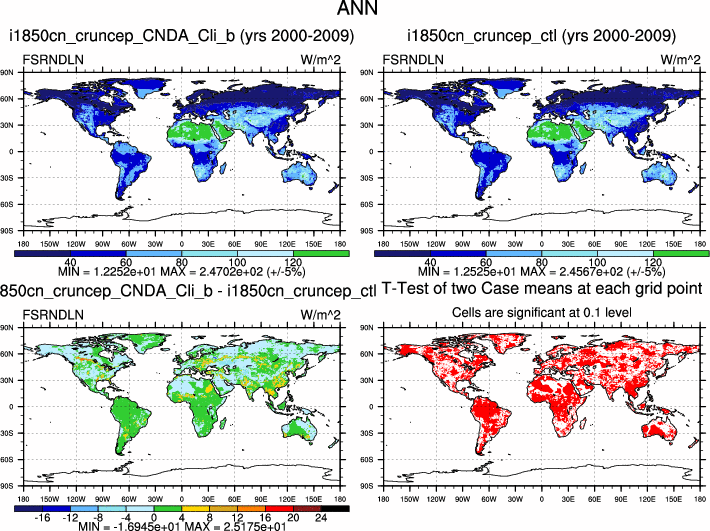 ANN
i1850cn_cruncep_CNDA_Cli_b (yrs 2000-2009)
FSRNDLN W/m^2
90N
60N
30N
0
30S
60S
90S
180 150W 120W 90W 60W 30W 0 30E 60E 90E 120E 150E 180
40 60 80 100 120
MIN = 1.2252e+01 MAX = 2.4702e+02 (+/-5%)
i1850cn_cruncep_ctl (yrs 2000-2009)
FSRNDLN W/m^2
90N
60N
30N
0
30S
60S
90S
180 150W 120W 90W 60W 30W 0 30E 60E 90E 120E 150E 180
40 60 80 100 120
MIN = 1.2525e+01 MAX = 2.4567e+02 (+/-5%)
850cn_cruncep_CNDA_Cli_b - i1850cn_cruncep_ctl
FSRNDLN W/m^2
90N
60N
30N
0
30S
60S
90S
180 150W 120W 90W 60W 30W 0 30E 60E 90E 120E 150E 180
-16 -12 -8 -4 0 4 8 12 16 20 24
MIN = -1.6945e+01 MAX = 2.5175e+01
T-Test of two Case means at each grid point
Cells are significant at 0.1 level
90N
60N
30N
0
30S
60S
90S
180 150W 120W 90W 60W 30W 0 30E 60E 90E 120E 150E 180